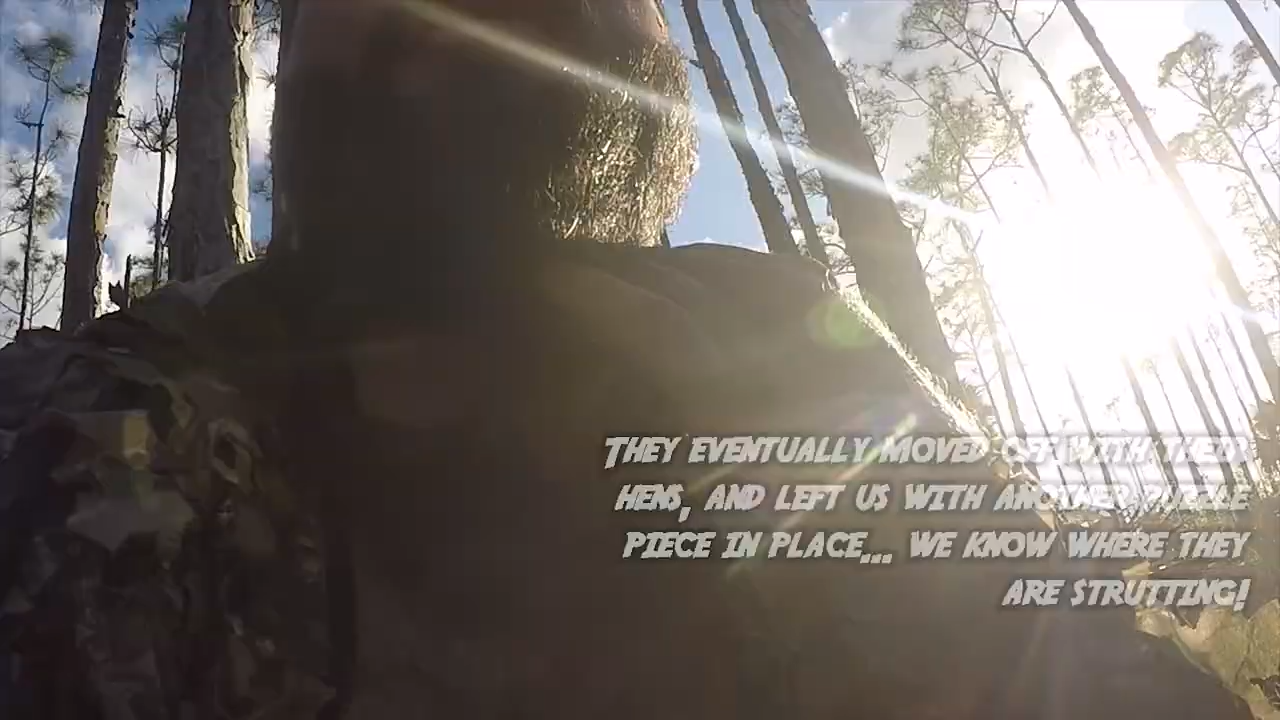 They eventually moved off with their
hens, and left us with another puzzle
piece in place... We know where they
are strutting!